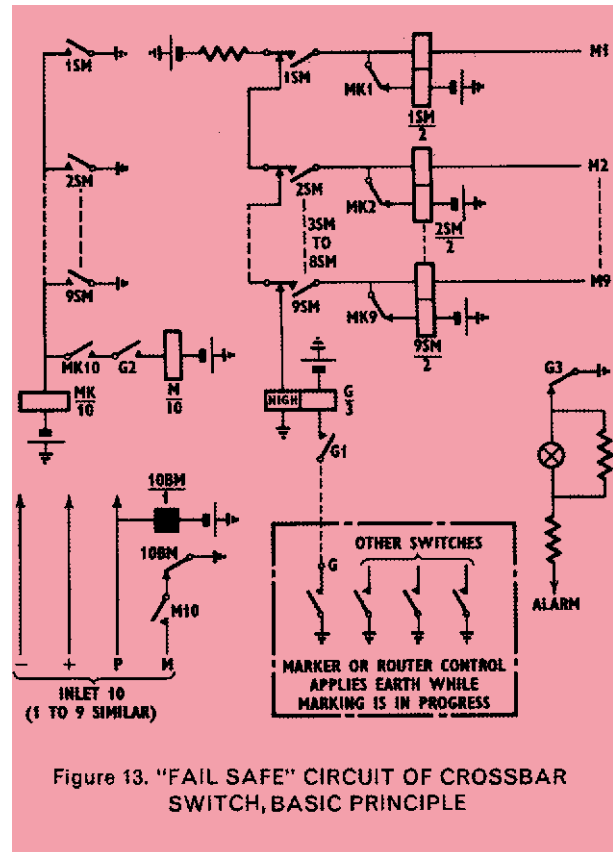 1SM
1SM
MK1
1SM
2
M1
2SM
2SM
MK2
2SM
2
M2
3SM
TO
8SM
9SM
9SM
MK9
9SM
2
M9
MK10
G2
M
10
MK
10
HIGH
G
3
G1
G3
10BM
1
10BM
M10
- + P M
INLET 10
(1 TO 9 SIMILAR)
OTHER SWITCHES
G
MARKER OR ROUTER CONTROL
APPLIES EARTH WHILE
MARKING IS IN PROGRESS
ALARM
Figure 13. "FAIL SAFE" CIRCUIT OF CROSSBAR
SWITCH, BASIC PRINCIPLE